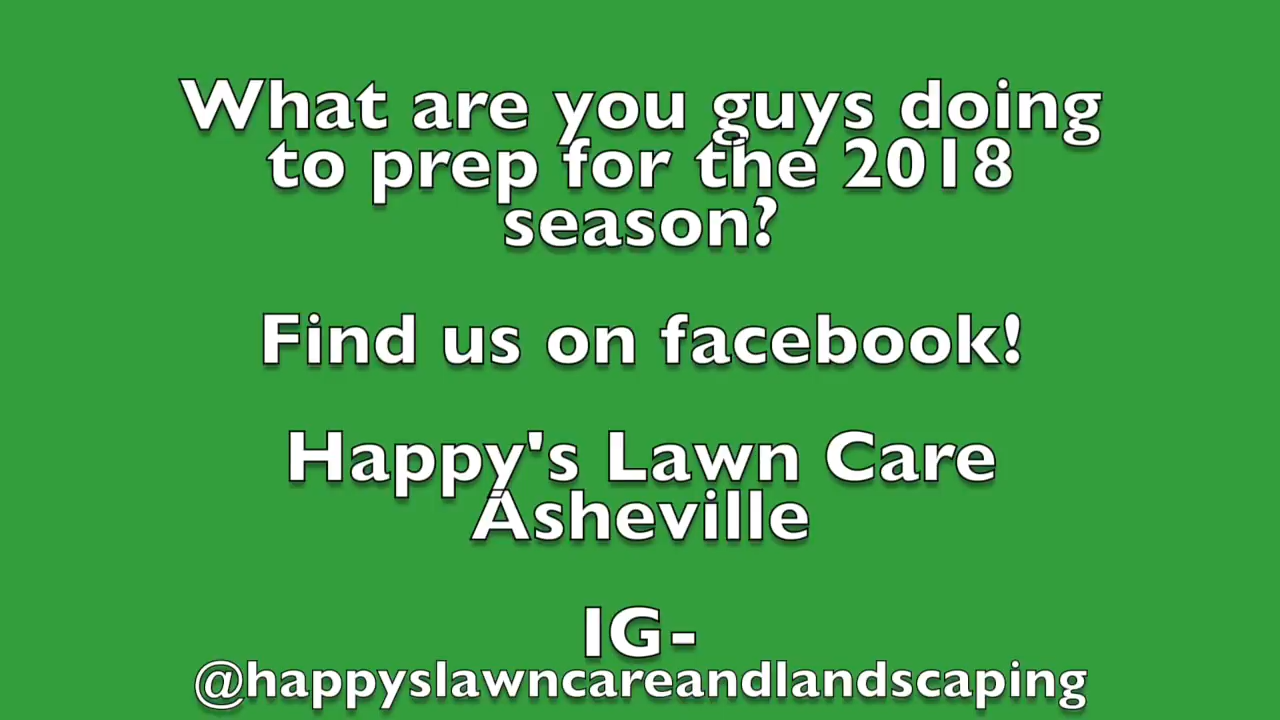 What are you guys doing
to prep for the 2018
season?
Find us on facebook!
Happy's Lawn Care
Asheville
IG-
@happyslawncareandlandscaping